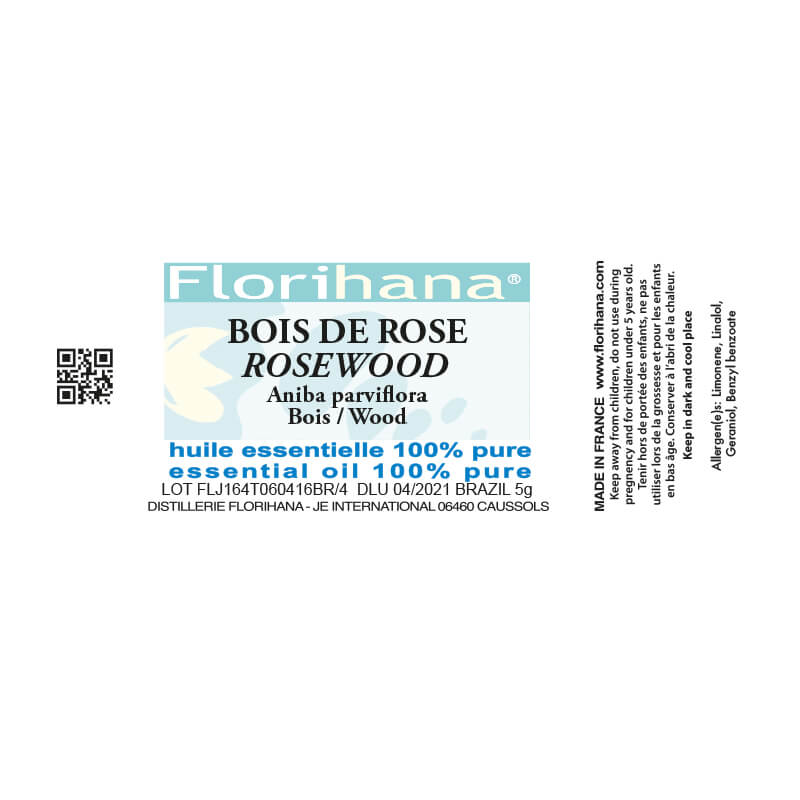 Florihana®
BOIS DE ROSE
ROSEWOOD
Aniba parviflora
Bois / Wood
huile essentielle 100% pure
essential oil 100% pure
LOT FLJ164T060416BR/4 DLU 04/2021 BRAZIL 5g
DISTILLERIE FLORIHANA - JE INTERNATIONAL 06460 CAUSSOLS
MADE IN FRANCE www.florihana.com
Keep away from children, do not use during
pregnancy and for children under 5 years old.
Tenir hors de portée des enfants, ne pas
utiliser lors de la grossesse et pour les enfants
en bas âge. Conserver à l'abri de la chaleur.
Keep in dark and cool place
Allergen(e)s: Limonene, Linalol,
Geraniol, Benzyl benzoate